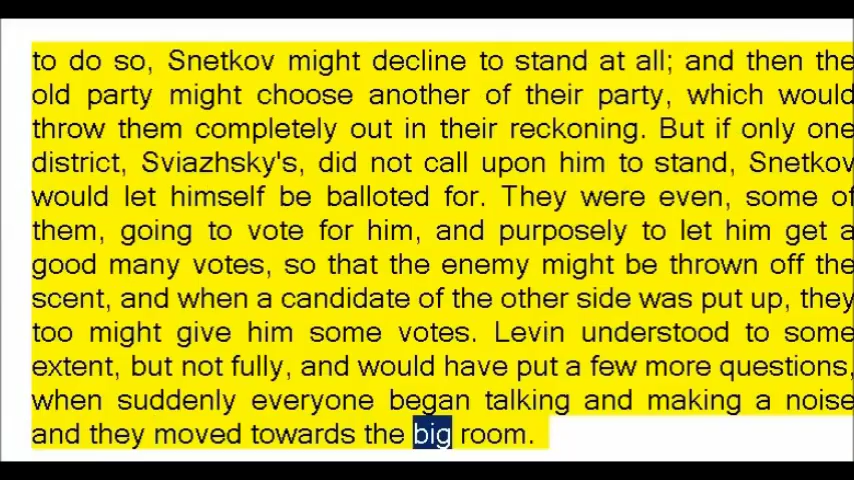 to do so, Snetkov might decline to stand at all; and then the
old party might choose another of their party, which would
throw them completely out in their reckoning. But if only one
district, Sviazhsky's, did not call upon him to stand, Snetkov
would let himself be balloted for. They were even, some of
them, going to vote for him, and purposely to let him get a
good many votes, so that the enemy might be thrown off the
scent, and when a candidate of the other side was put up, they
too might give him some votes. Levin understood to some
extent, but not fully, and would have put a few more questions,
when suddenly everyone began talking and making a noise
and they moved towards the big room.